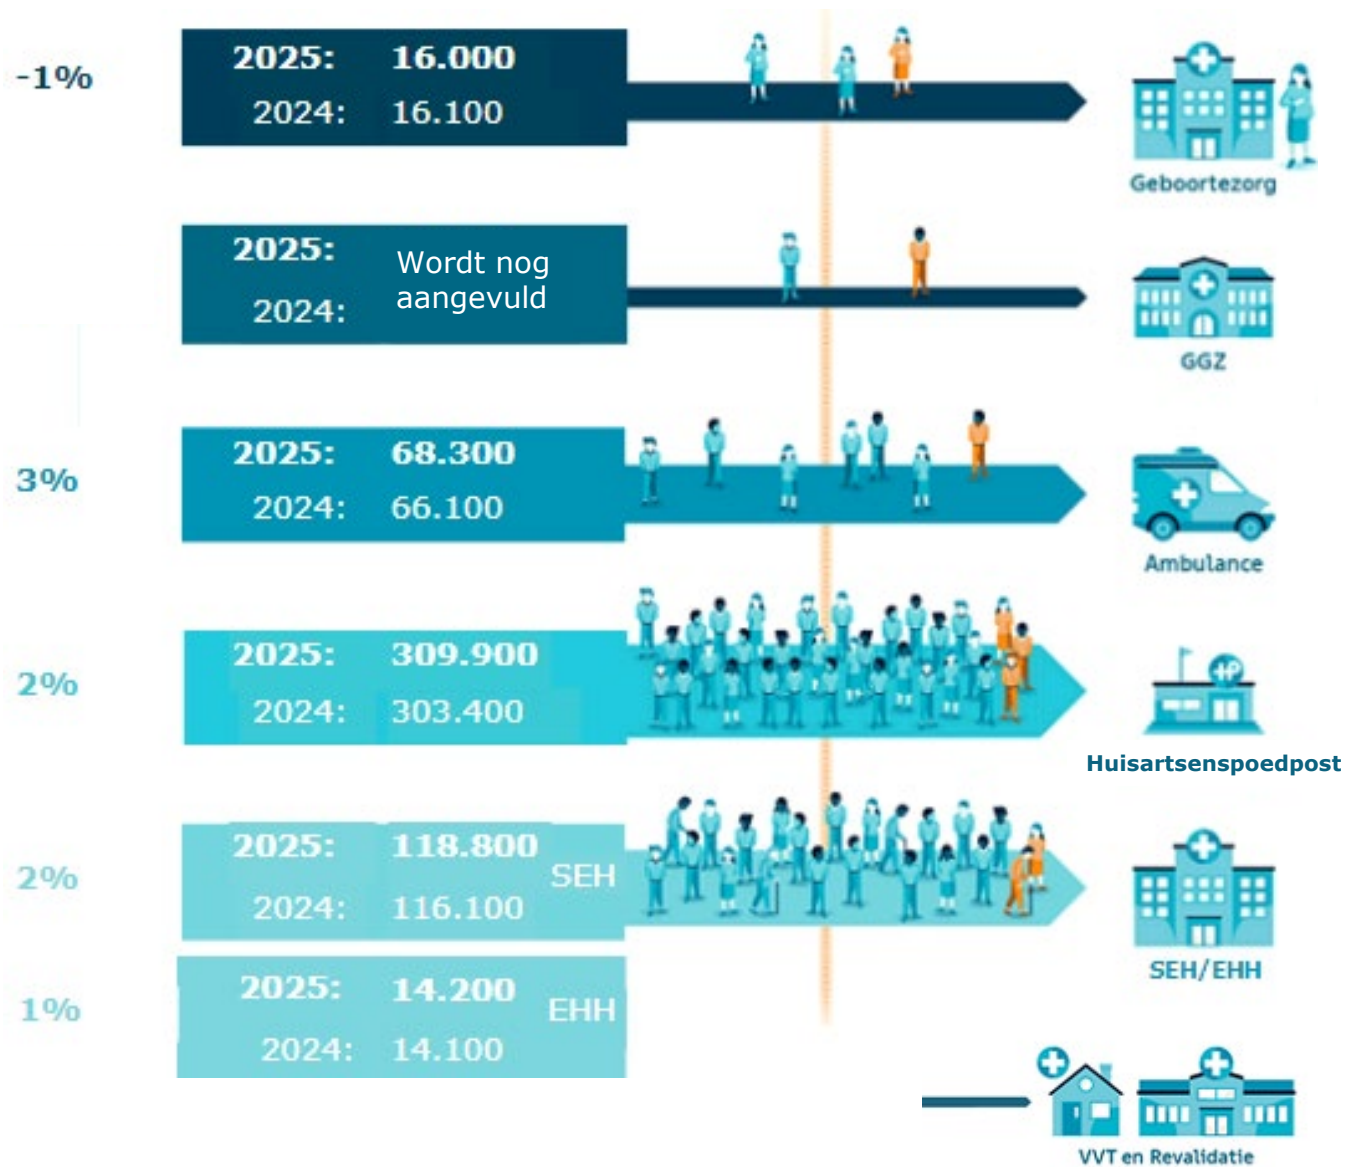 -1%
2025: 16.000
2024: 16.100
Geboortezorg
2025:
2024:
Wordt nog
aangevuld
GGZ
3%
2025: 68.300
2024: 66.100
Ambulance
2%
2025: 309.900
2024: 303.400
+P
Huisartsenspoedpost
2%
2025: 118.800
SEH
2024: 116.100
SEH/EHH
1%
2025: 14.200
EHH
2024: 14.100
VVT en Revalidatie